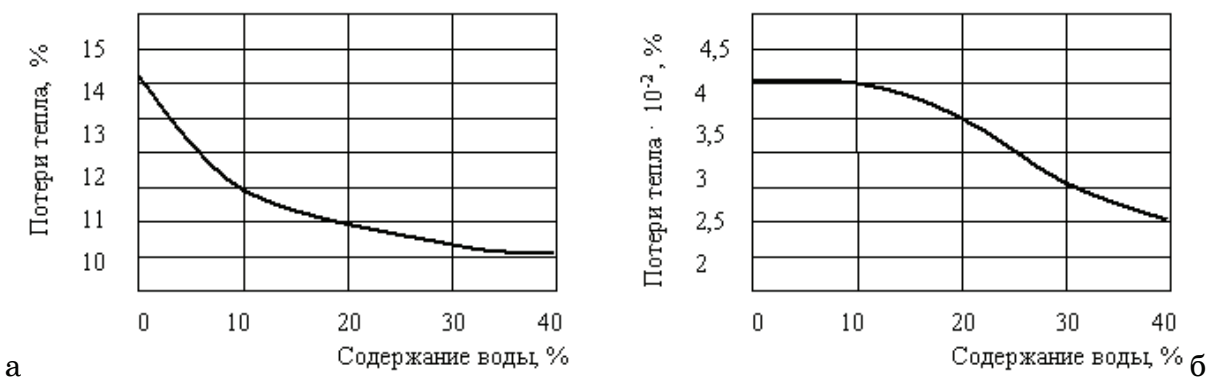 Потери тепла, %
15
14
13
12
11
10
0 10 20 30 40
Содержание воды, %
а
Потери тепла · 10⁻², %
4,5
4
3,5
3
2,5
2
0 10 20 30 40
Содержание воды, %
б